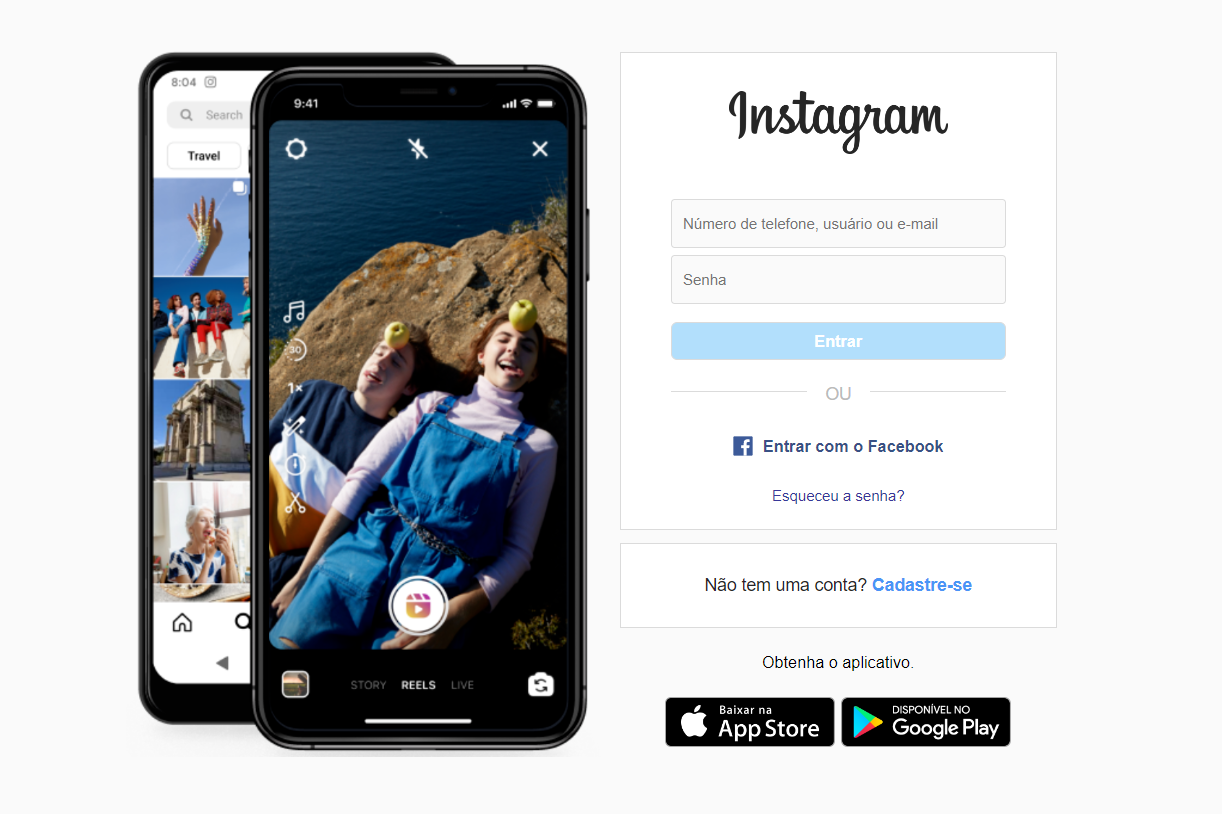 8:04
Search
Travel
9:41
30
1×
STORY REELS LIVE
Instagram
Número de telefone, usuário ou e-mail
Senha
Entrar
OU
Entrar com o Facebook
Esqueceu a senha?
Não tem uma conta? Cadastre-se
Obtenha o aplicativo.
Baixar na
App Store
DISPONÍVEL NO
Google Play